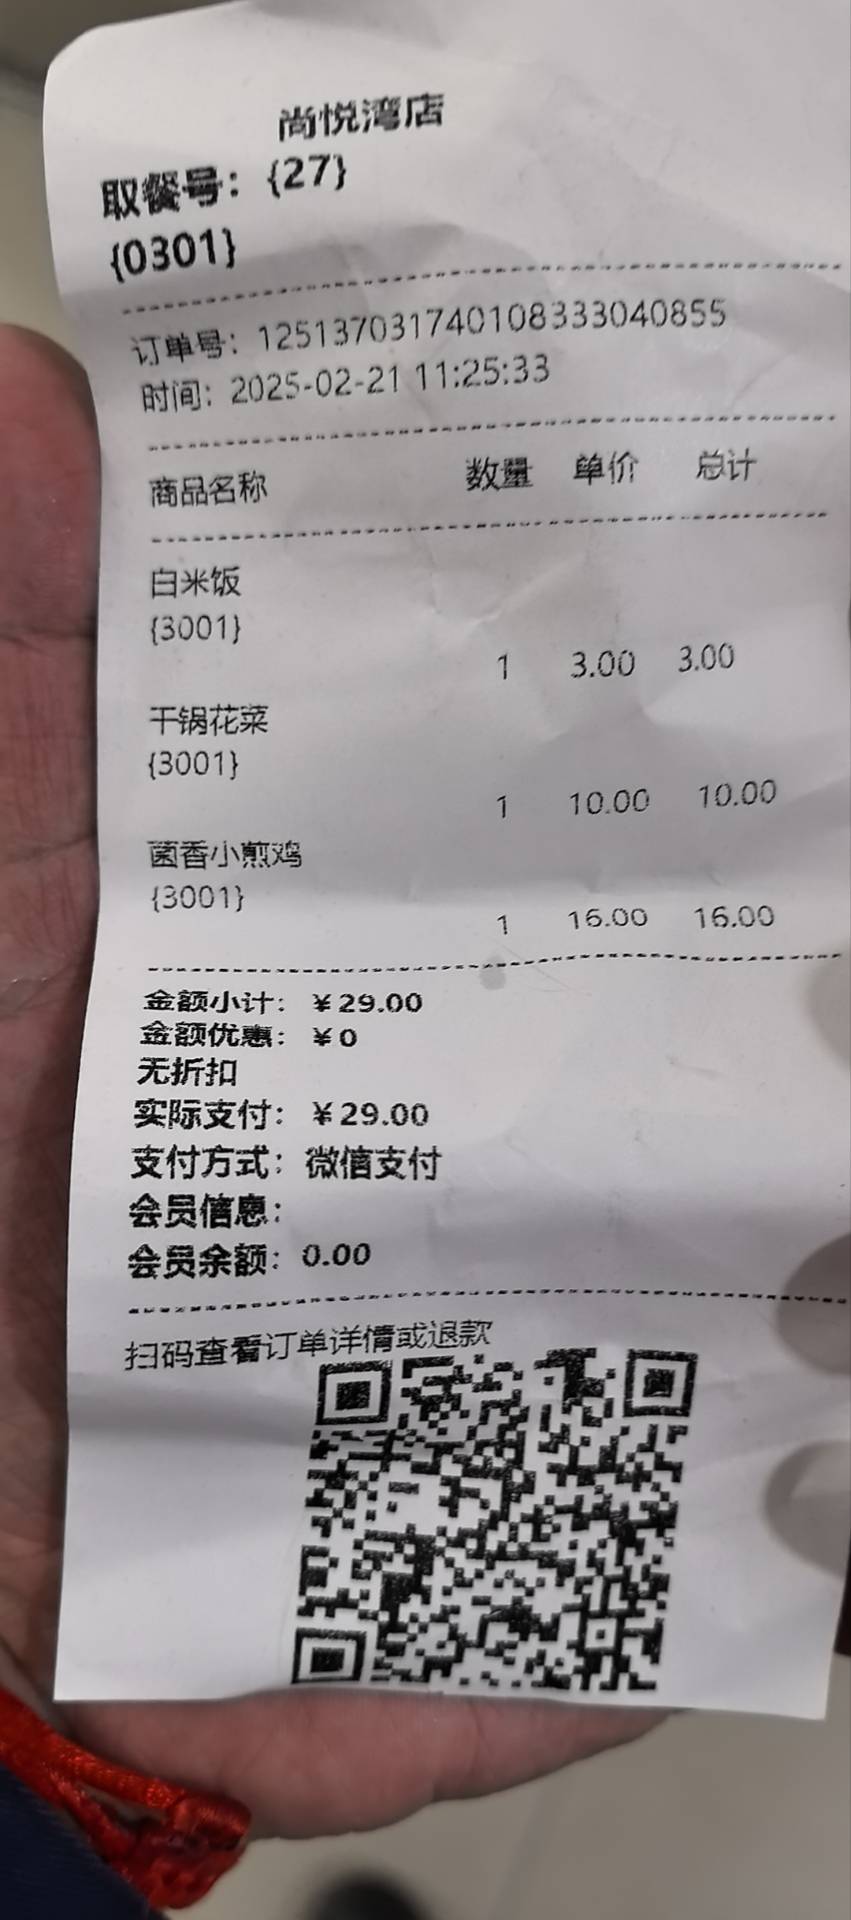 尚悦湾店
取餐号：{27}
{0301}
订单号：1251370317401083330​40855
时间：2025-02-21 11:25:33
商品名称 数量 单价 总计
白米饭
{3001}
1 3.00 3.00
干锅花菜
{3001}
1 10.00 10.00
菌香小煎鸡
{3001}
1 16.00 16.00
金额小计：￥29.00
金额优惠：￥0
无折扣
实际支付：￥29.00
支付方式：微信支付
会员信息：
会员余额：0.00
扫码查看订单详情或退款